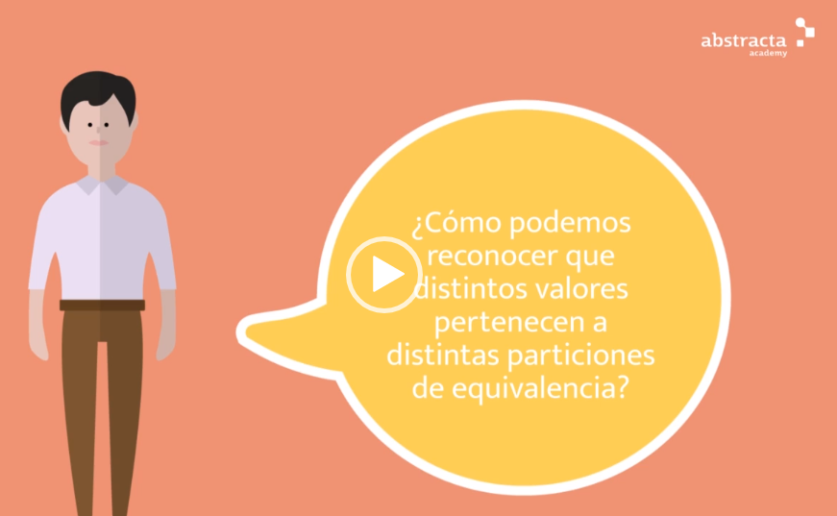 abstracta
academy
¿Cómo podemos
reconocer que
distintos valores
pertenecen a
distintas particiones
de equivalencia?